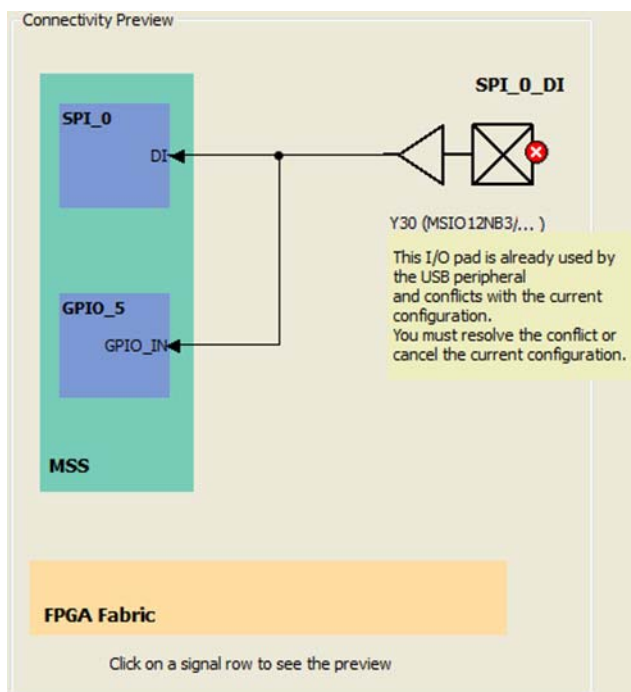 Connectivity Preview
SPI_0_DI
SPI_0
DI
Y30 (MSIO12NB3/... )
This I/O pad is already used by
the USB peripheral
and conflicts with the current
configuration.
You must resolve the conflict or
cancel the current configuration.
GPIO_5
GPIO_IN
MSS
FPGA Fabric
Click on a signal row to see the preview